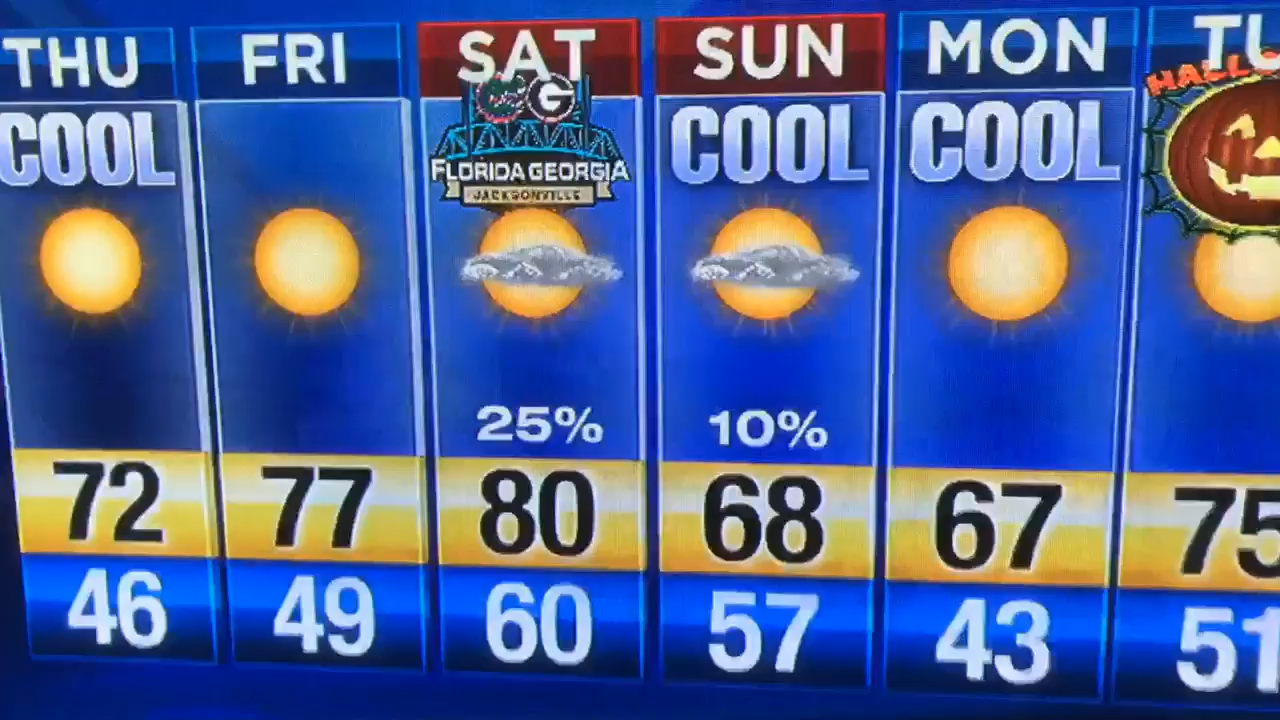 THU FRI SAT SUN MON TU
COOL COOL COOL
G
FLORIDA GEORGIA
JACKSONVILLE
25% 10%
72 77 80 68 67 75
46 49 60 57 43 51